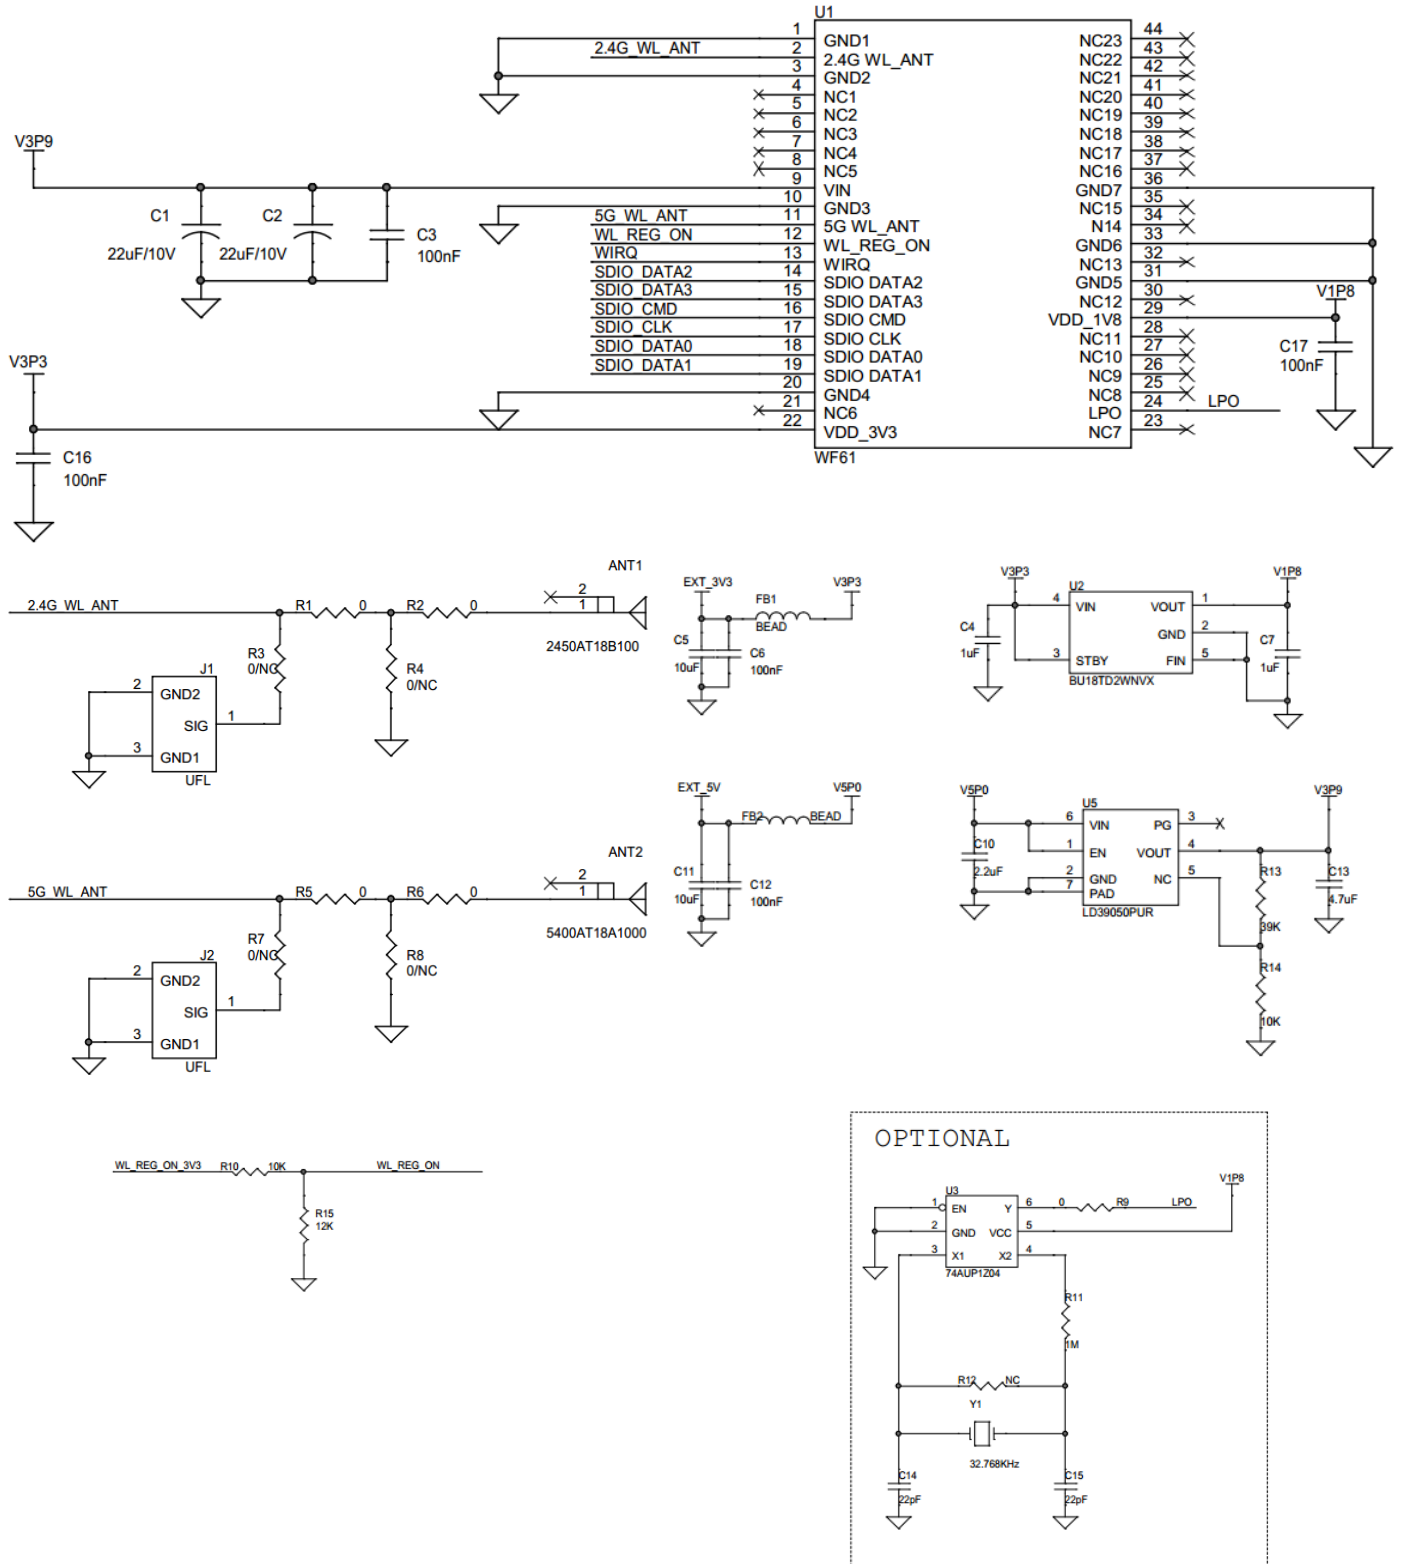 U1
WF61
1 GND1
2.4G_WL_ANT 2 2.4G WL_ANT
3 GND2
4 NC1
5 NC2
6 NC3
7 NC4
8 NC5
9 VIN
10 GND3
5G_WL_ANT 11 5G WL_ANT
WL_REG_ON 12 WL_REG_ON
WIRQ 13 WIRQ
SDIO_DATA2 14 SDIO DATA2
SDIO_DATA3 15 SDIO DATA3
SDIO_CMD 16 SDIO CMD
SDIO_CLK 17 SDIO CLK
SDIO_DATA0 18 SDIO DATA0
SDIO_DATA1 19 SDIO DATA1
20 GND4
21 NC6
22 VDD_3V3
NC23 44
NC22 43
NC21 42
NC20 41
NC19 40
NC18 39
NC17 38
NC16 37
GND7 36
NC15 35
N14 34
GND6 33
NC13 32
GND5 31
NC12 30
VDD_1V8 29
NC11 28
NC10 27
NC9 26
NC8 25
LPO 24 LPO
NC7 23
V3P9
C1
22uF/10V
C2
22uF/10V
C3
100nF
V3P3
C16
100nF
V1P8
C17
100nF
2.4G_WL_ANT
R1 0
R2 0
R3
0/NC
R4
0/NC
J1
2 GND2
SIG 1
3 GND1
UFL
ANT1
2
1
2450AT18B100
EXT_3V3
V3P3
FB1
BEAD
C5
10uF
C6
100nF
V3P3
U2
4 VIN
VOUT 1
GND 2
3 STBY
FIN 5
BU18TD2WNVX
C4
1uF
V1P8
C7
1uF
5G_WL_ANT
R5 0
R6 0
R7
0/NC
R8
0/NC
J2
2 GND2
SIG 1
3 GND1
UFL
ANT2
2
1
5400AT18A1000
EXT_5V
V5P0
FB2 BEAD
C11
10uF
C12
100nF
V5P0
U5
6 VIN
PG 3
1 EN
VOUT 4
2 GND
NC 5
7 PAD
LD39050PUR
C10
2.2uF
V3P9
R13
39K
C13
4.7uF
R14
10K
WL_REG_ON_3V3 R10 10K WL_REG_ON
R15
12K
OPTIONAL
V1P8
U3
1 EN
Y 6
0 R9 LPO
2 GND
VCC 5
3 X1
X2 4
74AUP1Z04
R11
1M
R12 NC
Y1
32.768KHz
C14
22pF
C15
22pF